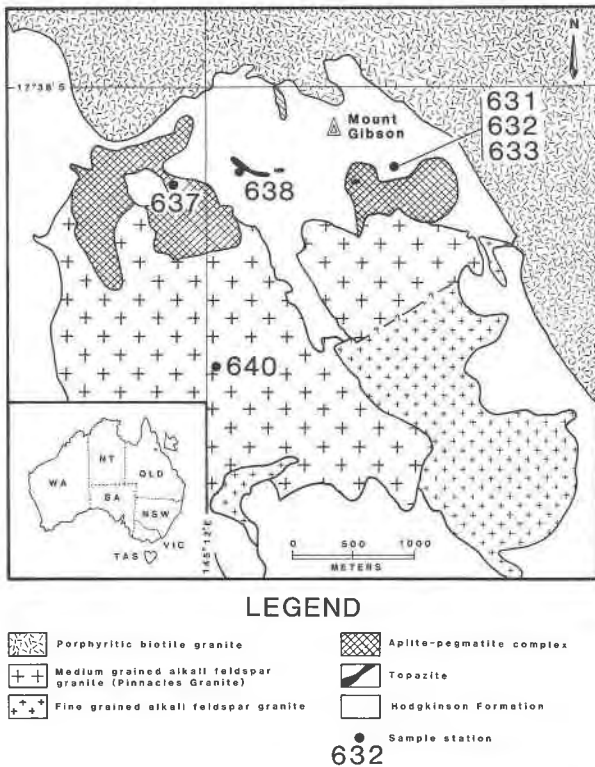 N
17°38'S
Mount
Gibson
631
632
633
637
638
640
WA
NT
QLD
SA
NSW
VIC
TAS
145°12'E
0 500 1000
METERS
LEGEND
Porphyritic biotite granite
Medium grained alkali feldspar
granite (Pinnacles Granite)
Fine grained alkali feldspar granite
Aplite-pegmatite complex
Topazite
Hodgkinson Formation
Sample station
632